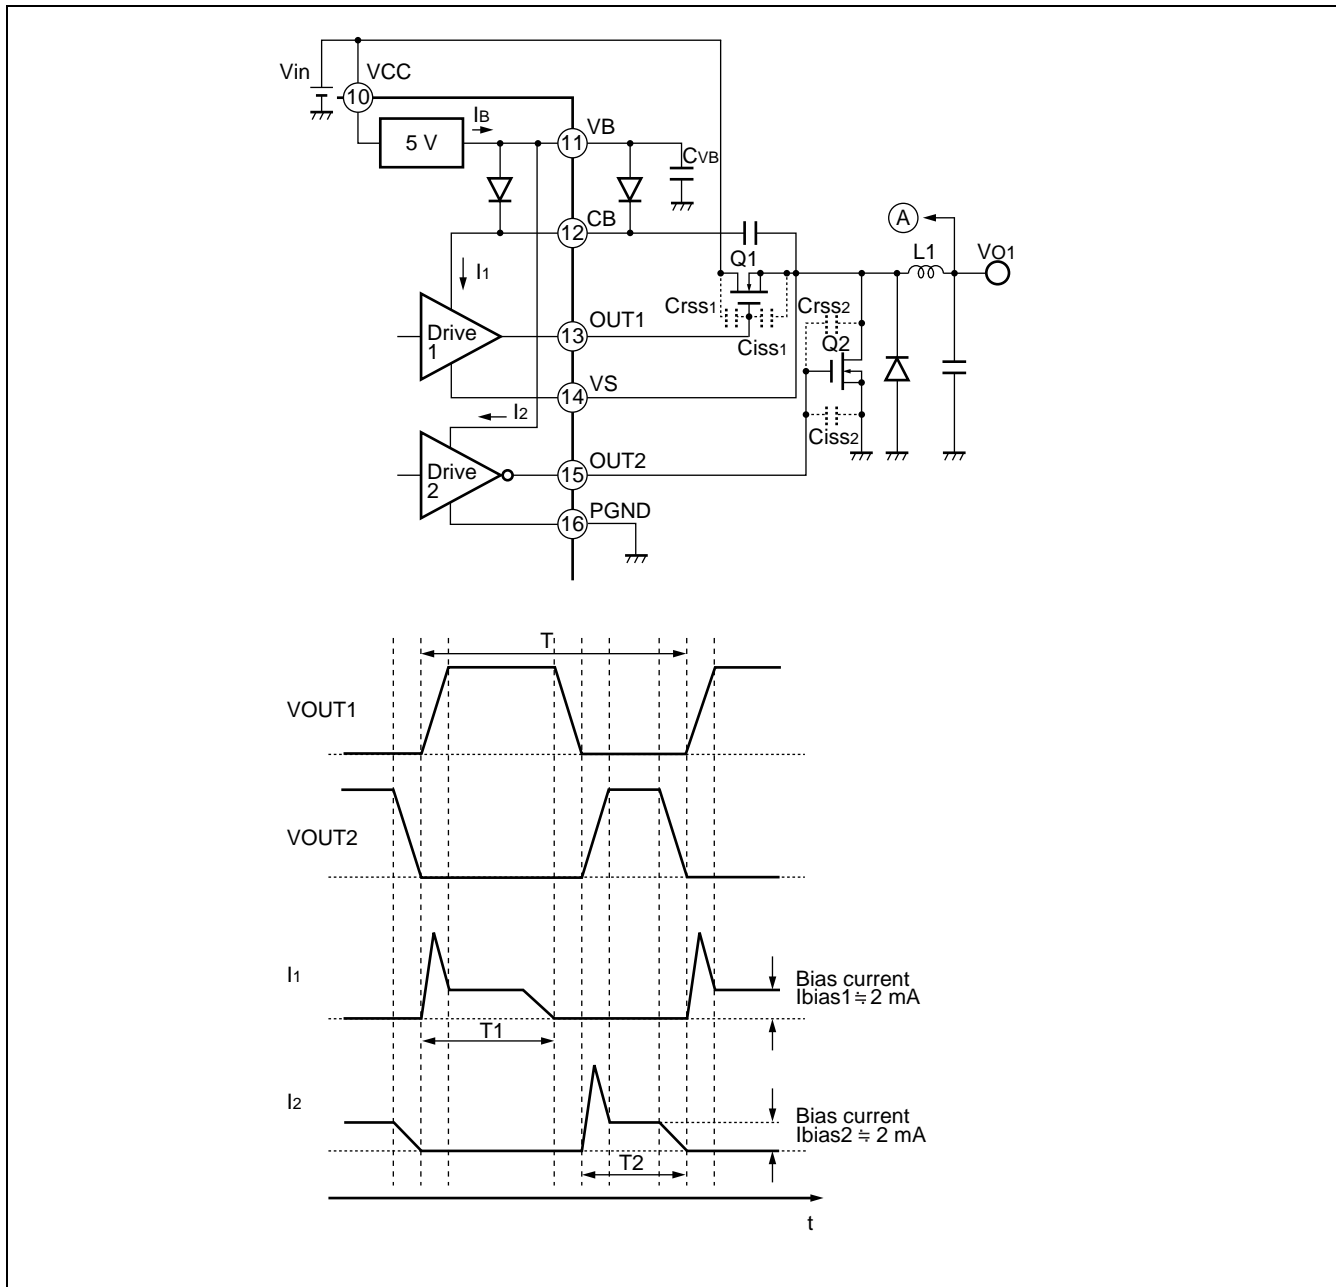 Vin
VCC
10
IB
VB
5 V
11
CVB
CB
12
A
Q1
L1
VO1
I1
Crss1
Crss2
OUT1
Drive
1
13
Ciss1
Q2
VS
14
I2
Ciss2
OUT2
Drive
2
15
PGND
16
T
VOUT1
VOUT2
I1
Bias current
Ibias1≒2 mA
T1
I2
Bias current
Ibias2 ≒ 2 mA
T2
t